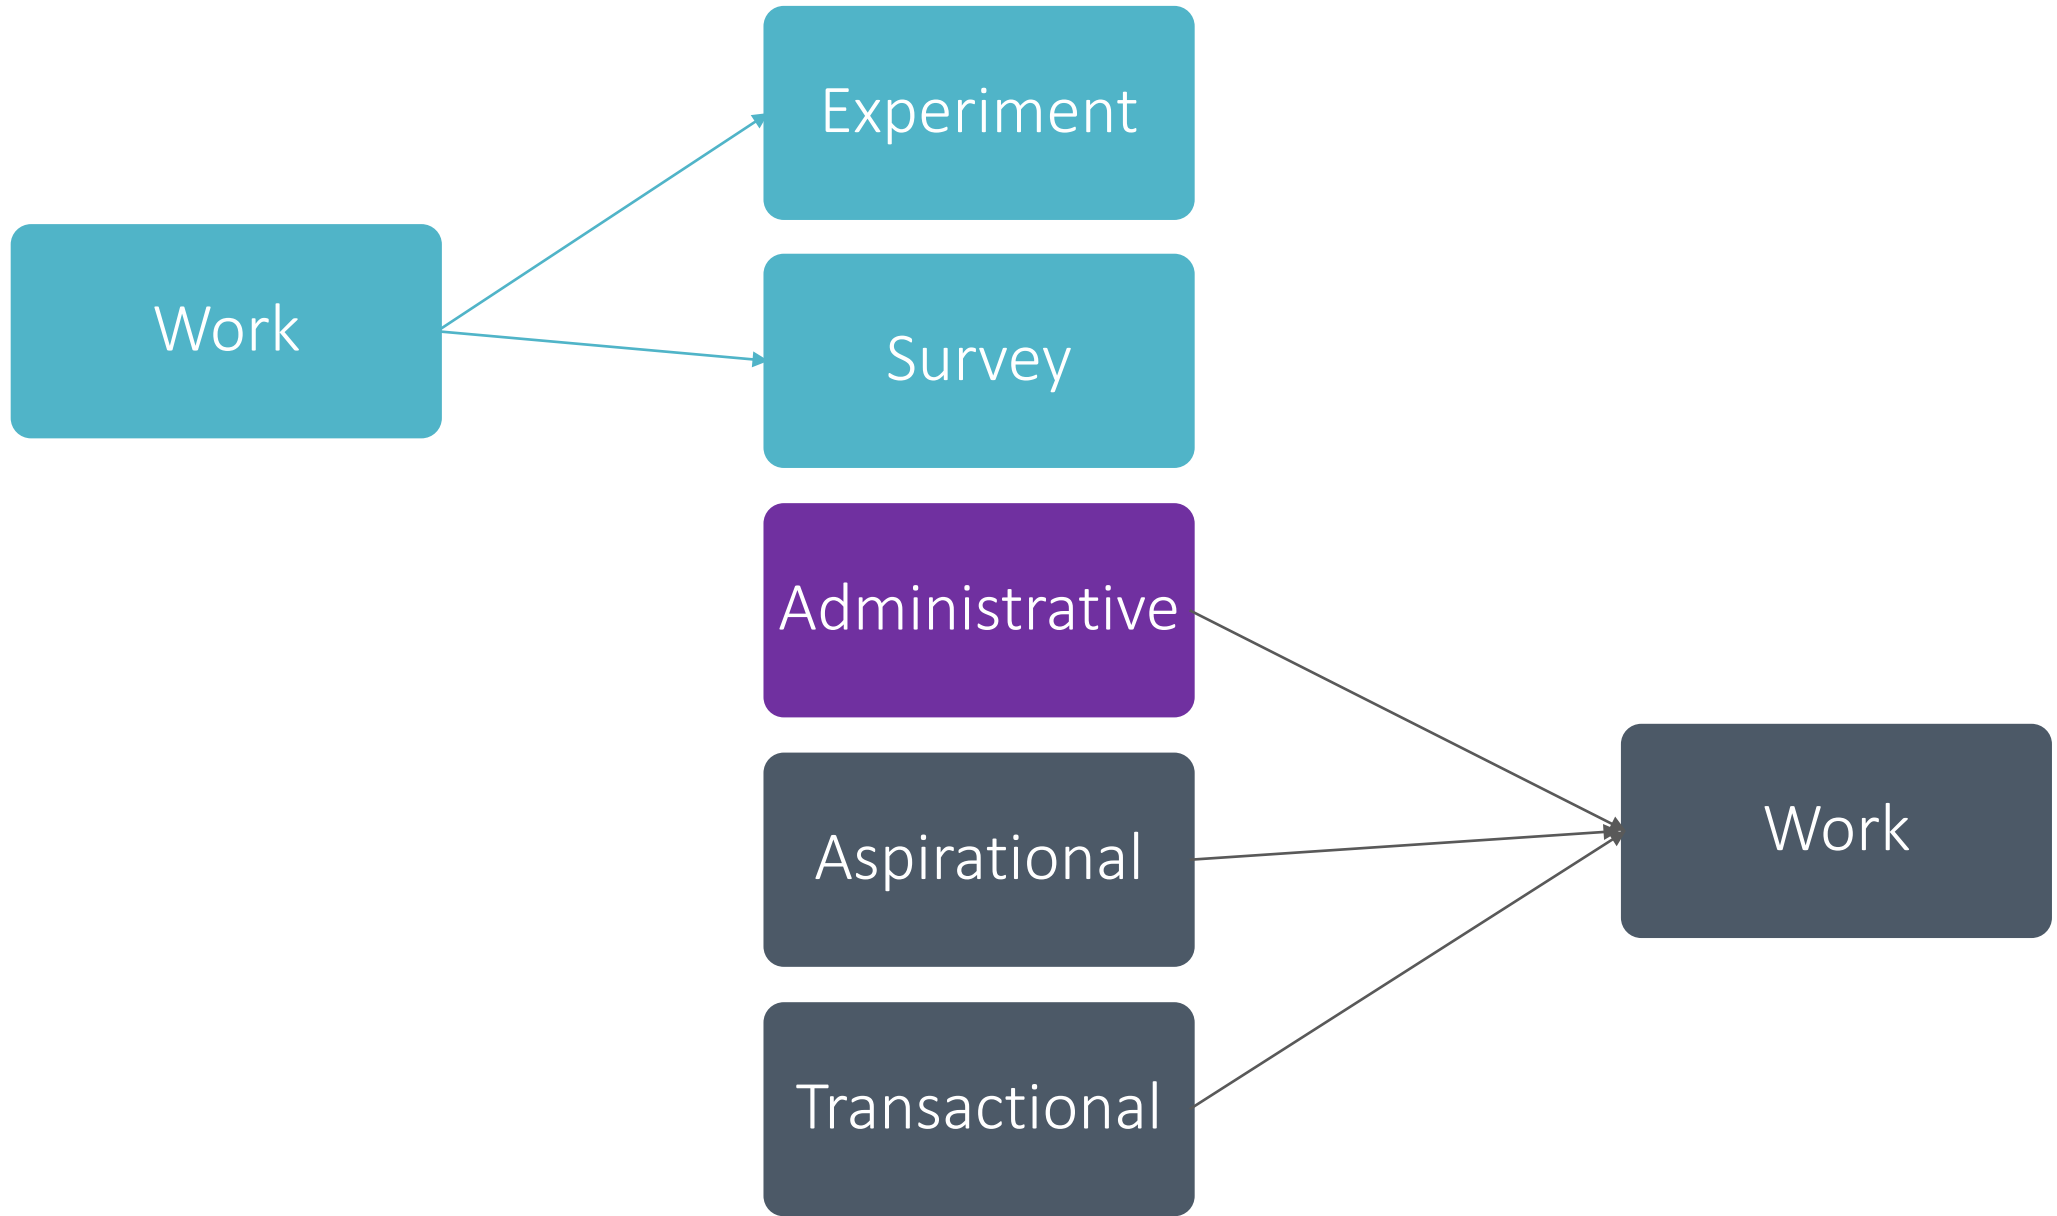 Work
Experiment
Survey
Administrative
Aspirational
Transactional
Work